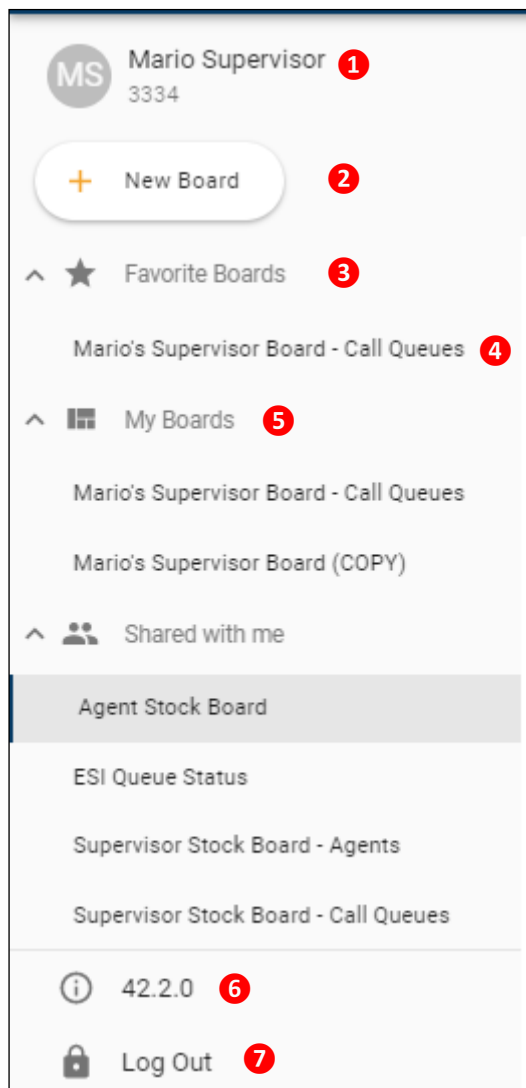 MS
Mario Supervisor 1
3334
+ New Board 2
Favorite Boards 3
Mario's Supervisor Board - Call Queues 4
My Boards 5
Mario's Supervisor Board - Call Queues
Mario's Supervisor Board (COPY)
Shared with me
Agent Stock Board
ESI Queue Status
Supervisor Stock Board - Agents
Supervisor Stock Board - Call Queues
42.2.0 6
Log Out 7